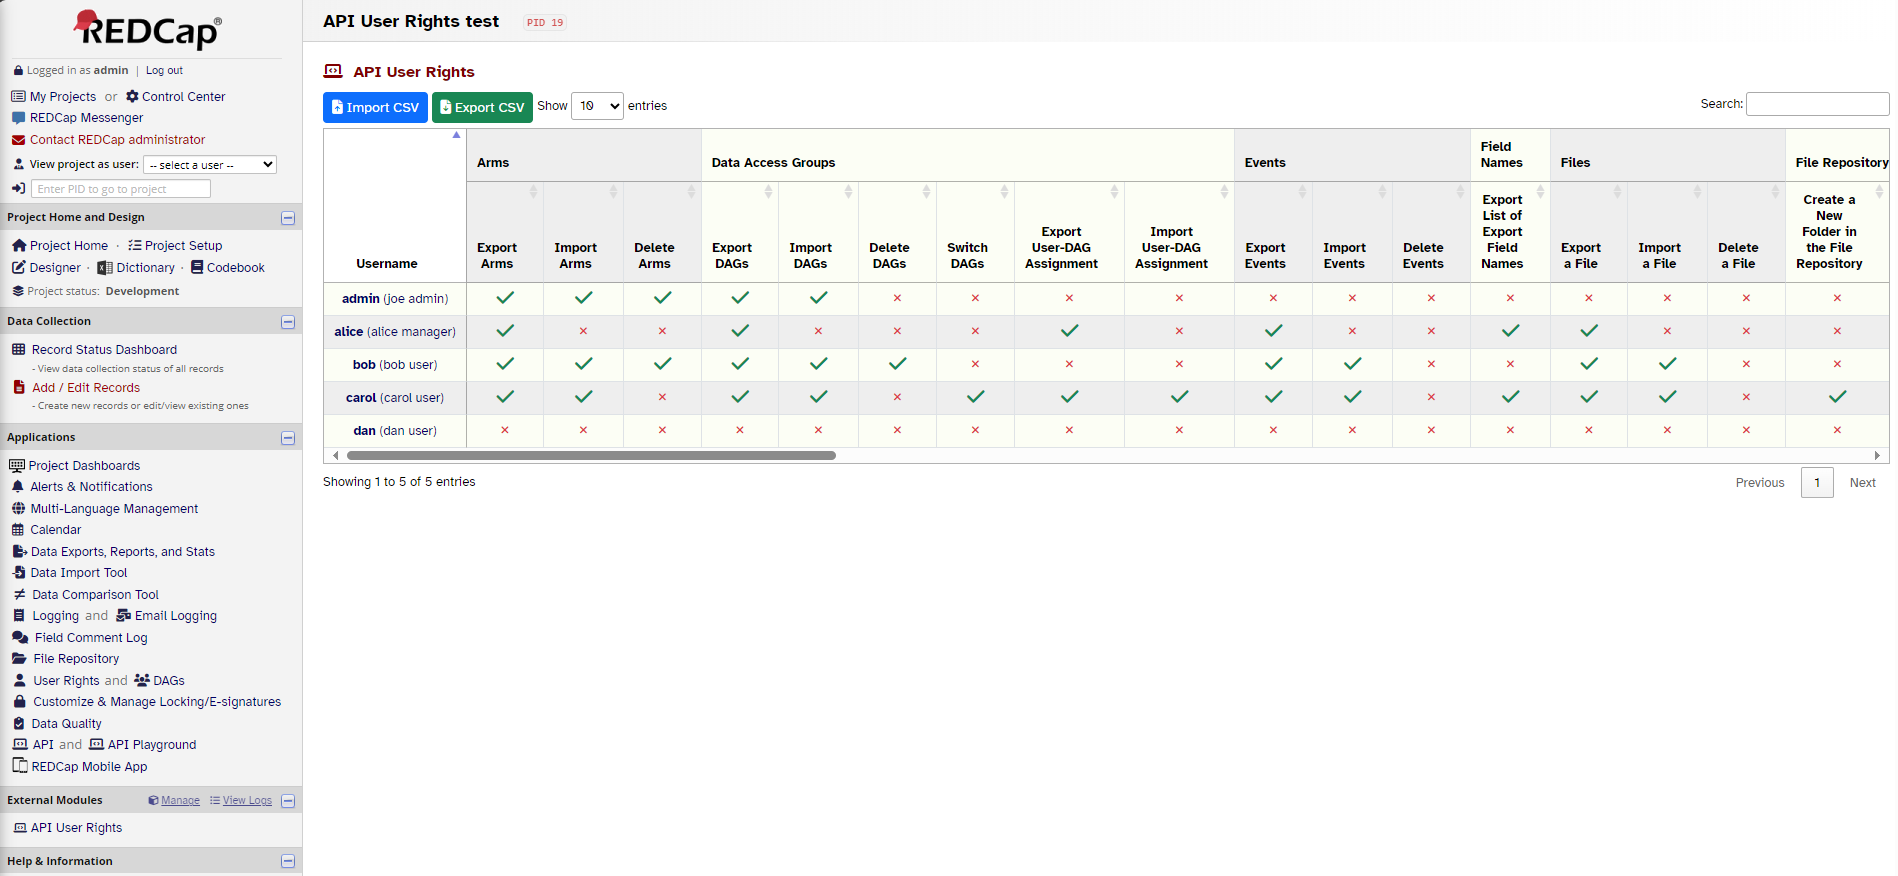 REDCap®
Logged in as admin | Log out
My Projects or Control Center
REDCap Messenger
Contact REDCap administrator
View project as user: -- select a user --
Enter PID to go to project
Project Home and Design
Project Home · Project Setup
Designer · Dictionary · Codebook
Project status: Development
Data Collection
Record Status Dashboard
- View data collection status of all records
Add / Edit Records
- Create new records or edit/view existing ones
Applications
Project Dashboards
Alerts & Notifications
Multi-Language Management
Calendar
Data Exports, Reports, and Stats
Data Import Tool
Data Comparison Tool
Logging and Email Logging
Field Comment Log
File Repository
User Rights and DAGs
Customize & Manage Locking/E-signatures
Data Quality
API and API Playground
REDCap Mobile App
External Modules Manage View Logs
API User Rights
Help & Information
API User Rights test PID 19
API User Rights
Import CSV Export CSV Show 10 entries Search:
Username
Arms
Data Access Groups
Events
Field
Names
Files
File Repository
Export
Arms
Import
Arms
Delete
Arms
Export
DAGs
Import
DAGs
Delete
DAGs
Switch
DAGs
Export
User-DAG
Assignment
Import
User-DAG
Assignment
Export
Events
Import
Events
Delete
Events
Export
List of
Export
Field
Names
Export
a File
Import
a File
Delete
a File
Create a
New
Folder in
the File
Repository
admin (joe admin)
alice (alice manager)
bob (bob user)
carol (carol user)
dan (dan user)
Showing 1 to 5 of 5 entries
Previous 1 Next